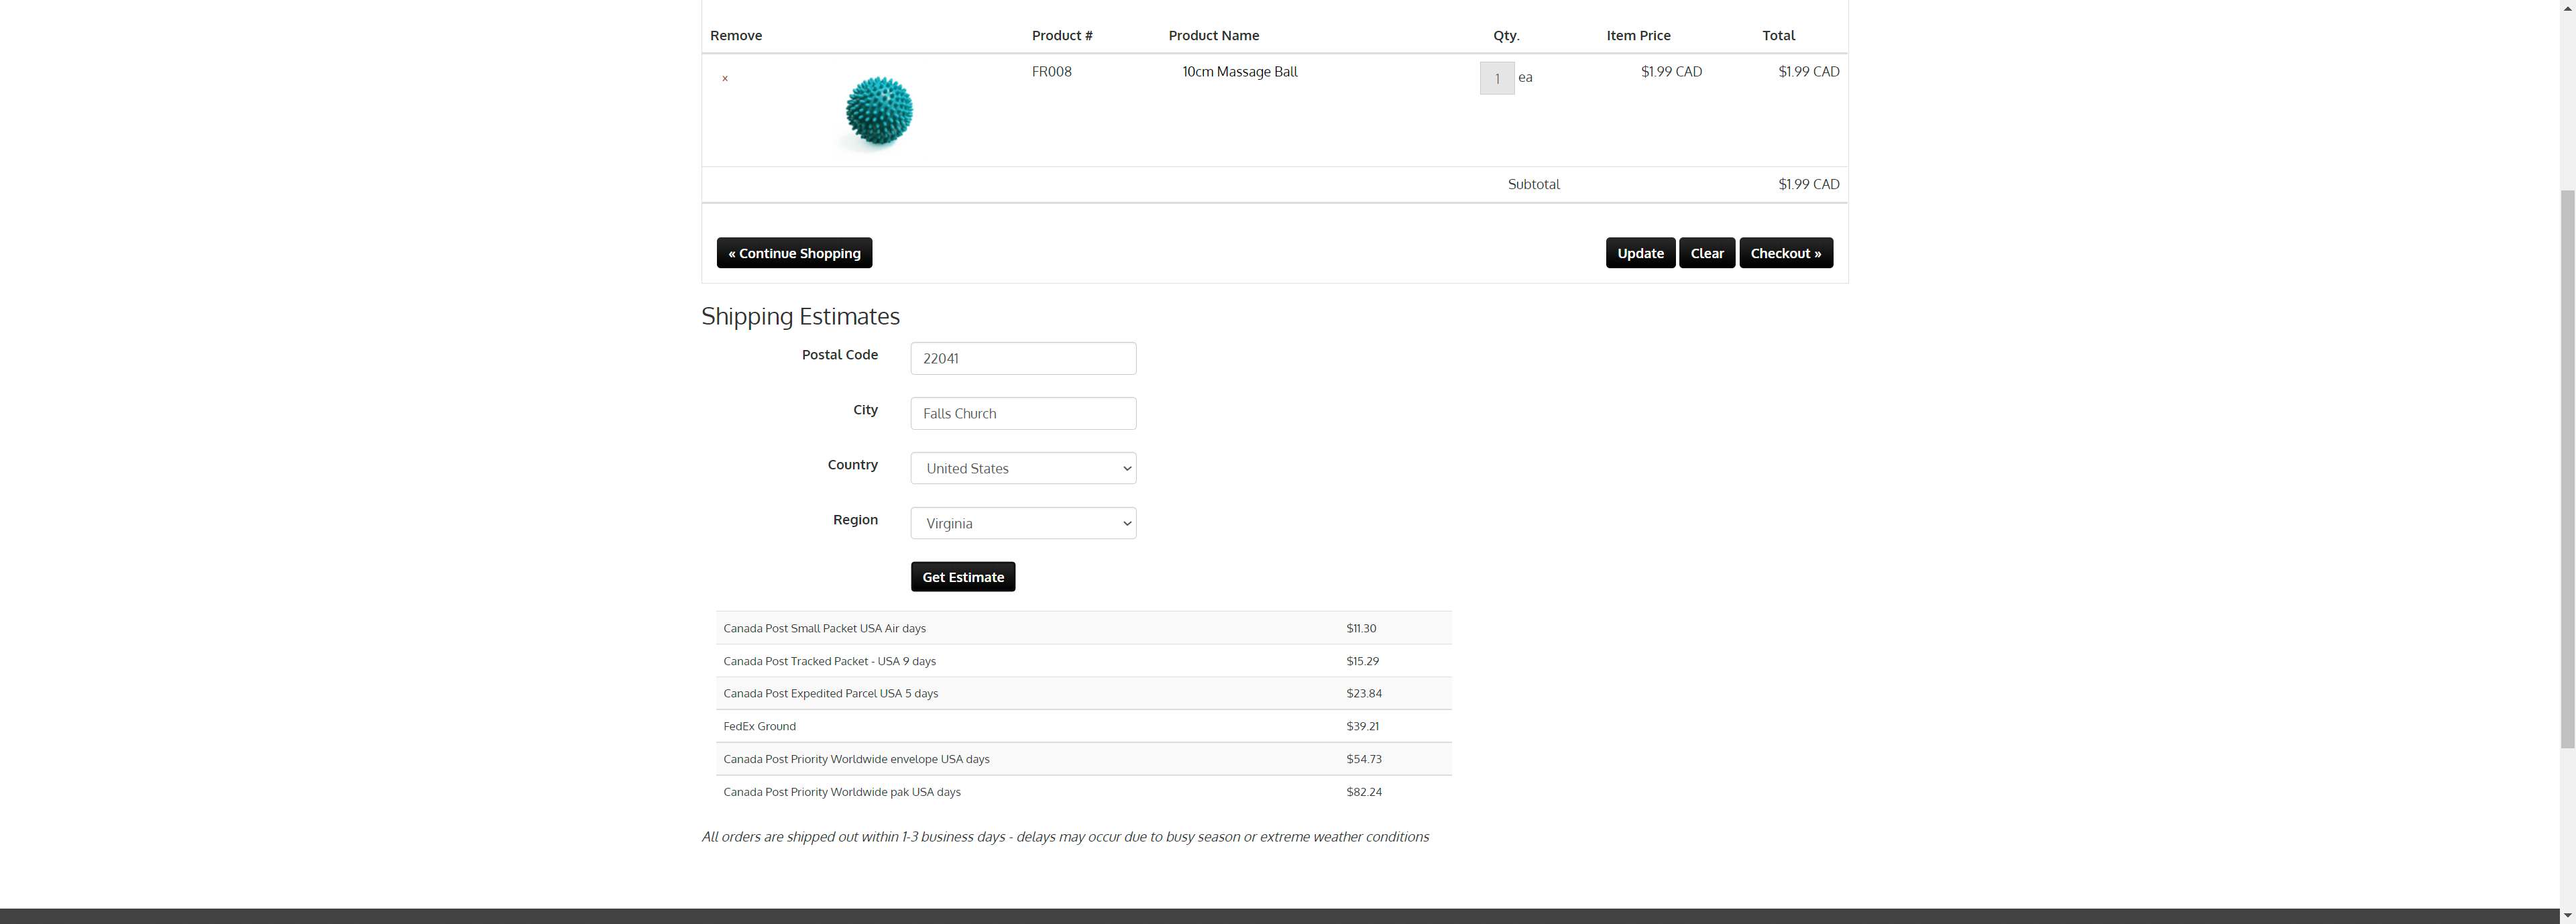 Remove Product # Product Name Qty. Item Price Total
x FR008 10cm Massage Ball 1 ea $1.99 CAD $1.99 CAD
Subtotal $1.99 CAD
« Continue Shopping Update Clear Checkout »
Shipping Estimates
Postal Code 22041
City Falls Church
Country United States
Region Virginia
Get Estimate
Canada Post Small Packet USA Air days $11.30
Canada Post Tracked Packet - USA 9 days $15.29
Canada Post Expedited Parcel USA 5 days $23.84
FedEx Ground $39.21
Canada Post Priority Worldwide envelope USA days $54.73
Canada Post Priority Worldwide pak USA days $82.24
All orders are shipped out within 1-3 business days - delays may occur due to busy season or extreme weather conditions